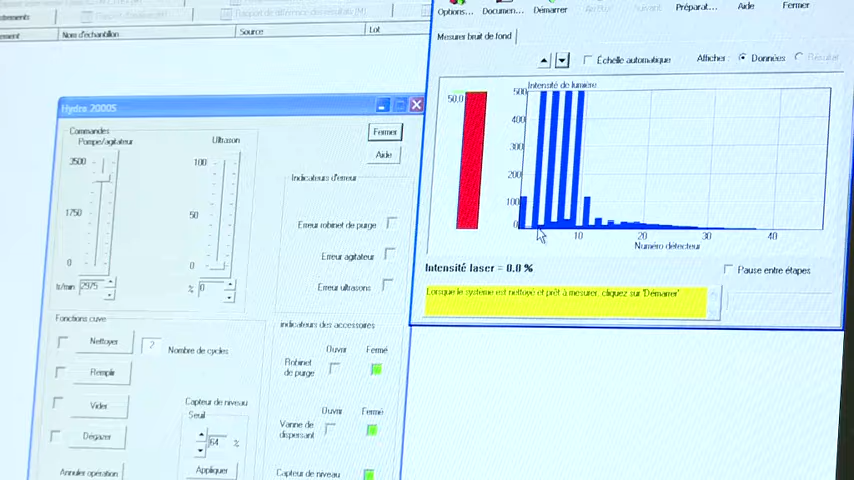 Options... Documen... Démarrer Arrêter Suivant Préparat... Aide Fermer
Nom d'échantillon Source Lot
Mesurer bruit de fond
Échelle automatique Afficher : Données Résultat
Intensité de lumière
50,0
500
400
300
200
100
0
10 20 30 40
Numéro détecteur
Intensité laser = 0.0 %
Pause entre étapes
Lorsque le système est nettoyé et prêt à mesurer, cliquez sur 'Démarrer'
Hydro 2000S
Commandes
Pompe/agitateur Ultrason
Fermer
Aide
3500 100
1750 50
0 0
tr/min 2975 % 0
Indicateurs d'erreur
Erreur robinet de purge
Erreur agitateur
Erreur ultrasons
Fonctions cuve
Nettoyer 2 Nombre de cycles
Remplir
Vider
Dégazer
Annuler opération
Capteur de niveau
Seuil
64 %
Appliquer
indicateurs des accessoires
Ouvrir Fermé
Robinet
de purge
Ouvrir Fermé
Vanne de
dispersant
Capteur de niveau